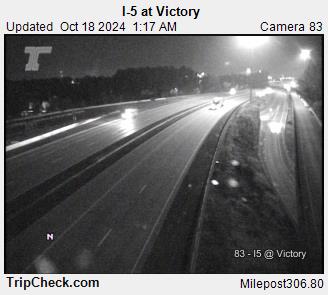 I-5 at Victory
Updated Oct 18 2024 1:17 AM Camera 83
T
N
83 - I5 @ Victory
TripCheck.com Milepost306.80